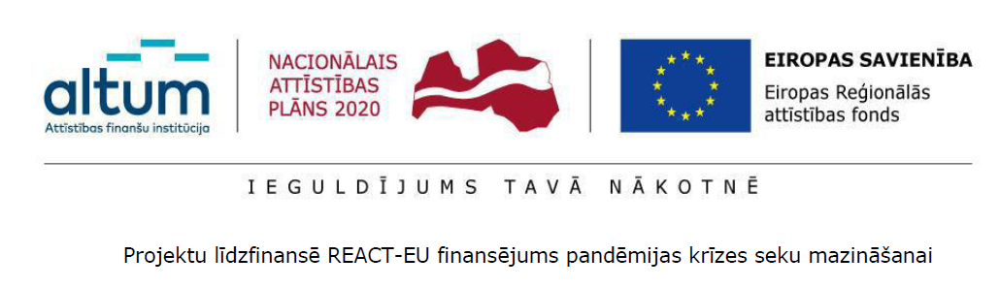 altum
Attīstības finanšu institūcija
NACIONĀLAIS
ATTĪSTĪBAS
PLĀNS 2020
EIROPAS SAVIENĪBA
Eiropas Reģionālās
attīstības fonds
IEGULDĪJUMS TAVĀ NĀKOTNĒ
Projektu līdzfinansē REACT-EU finansējums pandēmijas krīzes seku mazināšanai